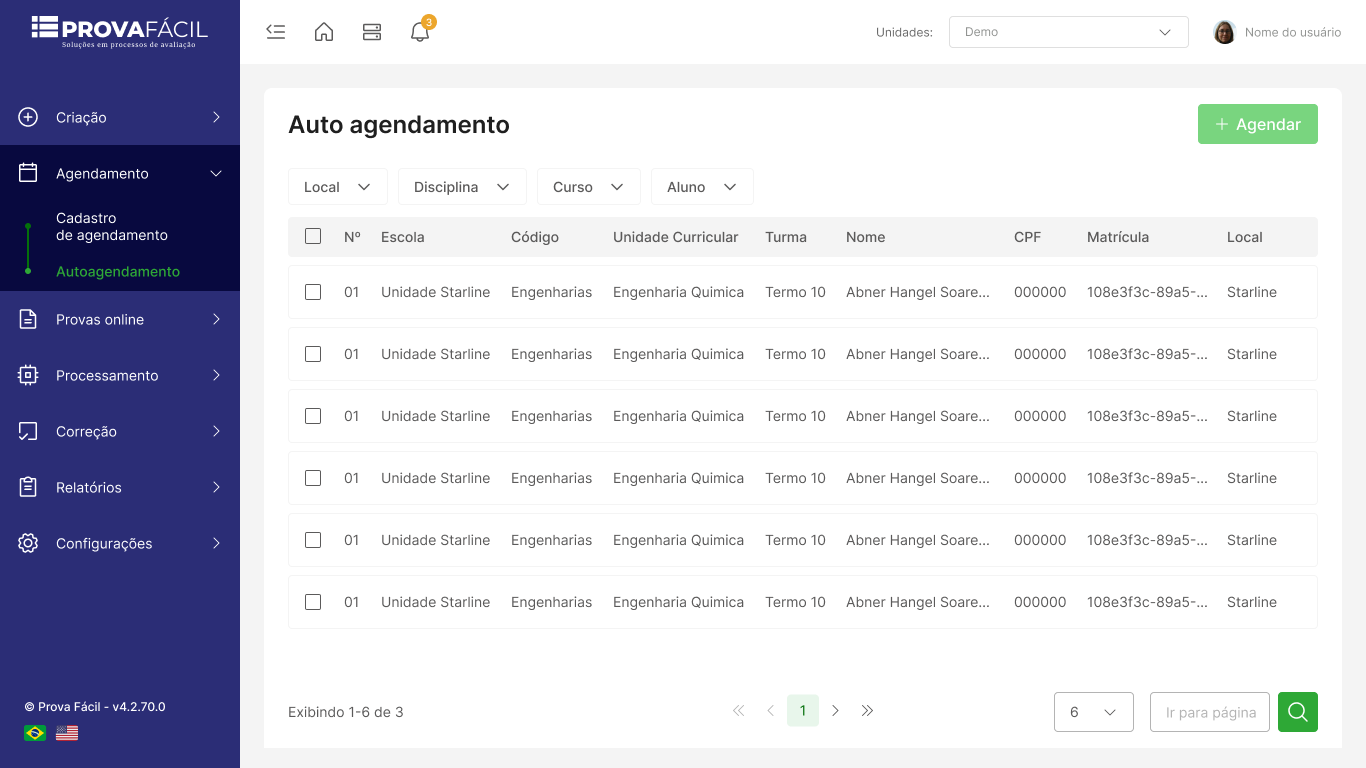 PROVAFÁCIL
Soluções em processos de avaliação
3
Unidades:
Demo
Nome do usuário
Criação
Agendamento
Cadastro
de agendamento
Autoagendamento
Provas online
Processamento
Correção
Relatórios
Configurações
© Prova Fácil - v4.2.70.0
Auto agendamento
Agendar
Local Disciplina Curso Aluno
Nº Escola Código Unidade Curricular Turma Nome CPF Matrícula Local
01 Unidade Starline Engenharias Engenharia Quimica Termo 10 Abner Hangel Soare... 000000 108e3f3c-89a5-... Starline
01 Unidade Starline Engenharias Engenharia Quimica Termo 10 Abner Hangel Soare... 000000 108e3f3c-89a5-... Starline
01 Unidade Starline Engenharias Engenharia Quimica Termo 10 Abner Hangel Soare... 000000 108e3f3c-89a5-... Starline
01 Unidade Starline Engenharias Engenharia Quimica Termo 10 Abner Hangel Soare... 000000 108e3f3c-89a5-... Starline
01 Unidade Starline Engenharias Engenharia Quimica Termo 10 Abner Hangel Soare... 000000 108e3f3c-89a5-... Starline
01 Unidade Starline Engenharias Engenharia Quimica Termo 10 Abner Hangel Soare... 000000 108e3f3c-89a5-... Starline
Exibindo 1-6 de 3
1
6
Ir para página